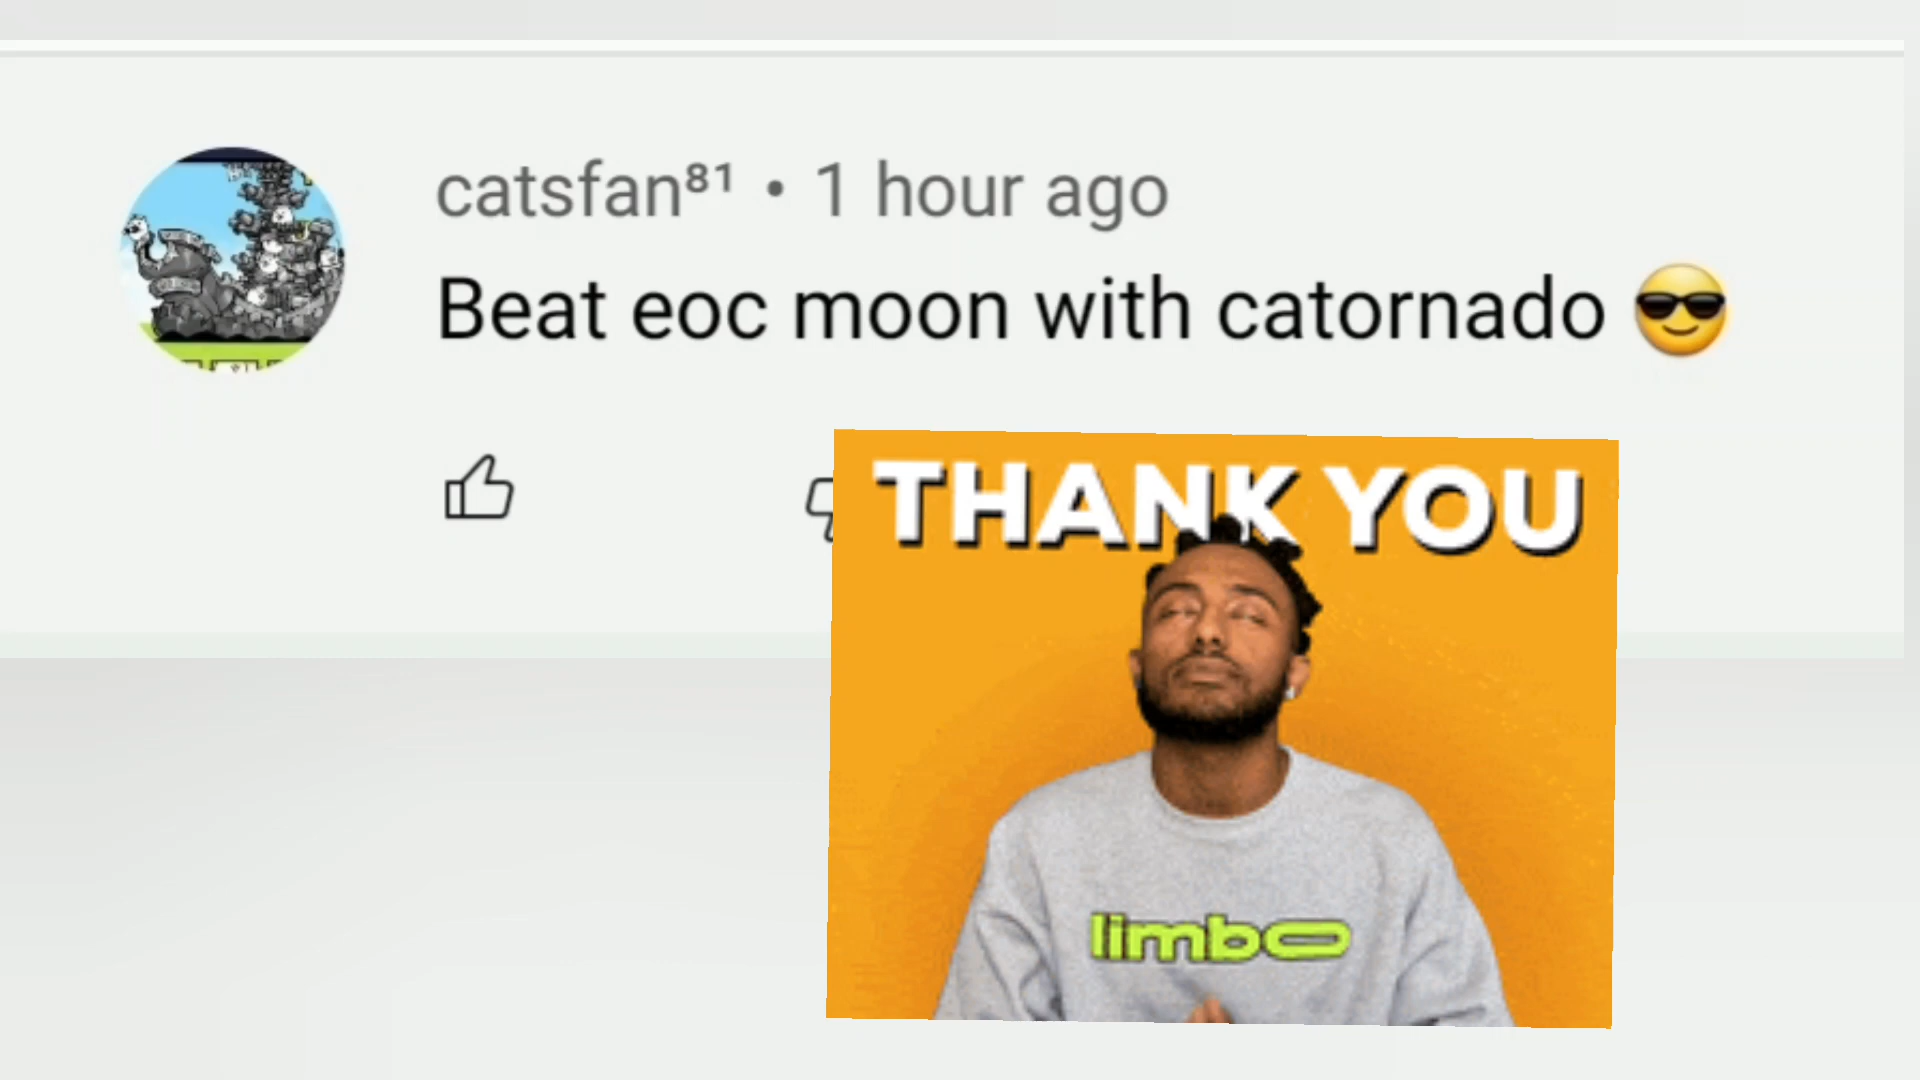 catsfan⁸¹ • 1 hour ago
Beat eoc moon with catornado 😎
THANK YOU
limbo